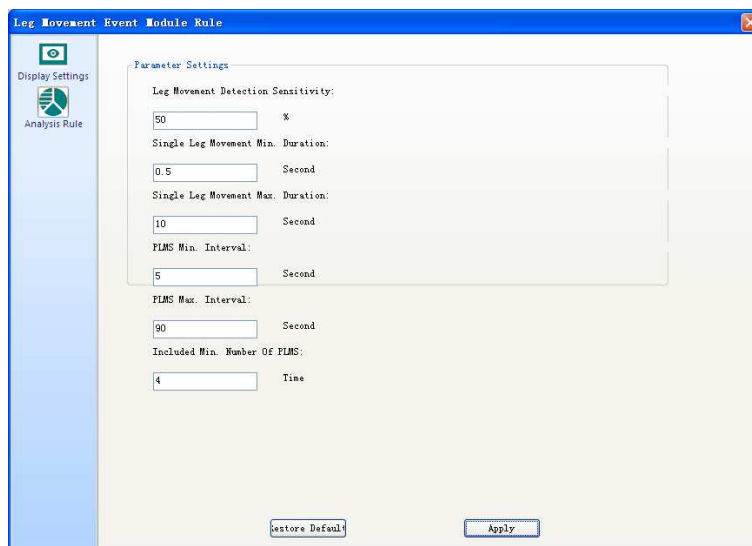 Leg Movement Event Module Rule
Display Settings
Analysis Rule
Parameter Settings
Leg Movement Detection Sensitivity:
50 %
Single Leg Movement Min. Duration:
0.5 Second
Single Leg Movement Max. Duration:
10 Second
PLMS Min. Interval:
5 Second
PLMS Max. Interval:
90 Second
Included Min. Number Of PLMS:
4 Time
estore Defaul
Apply